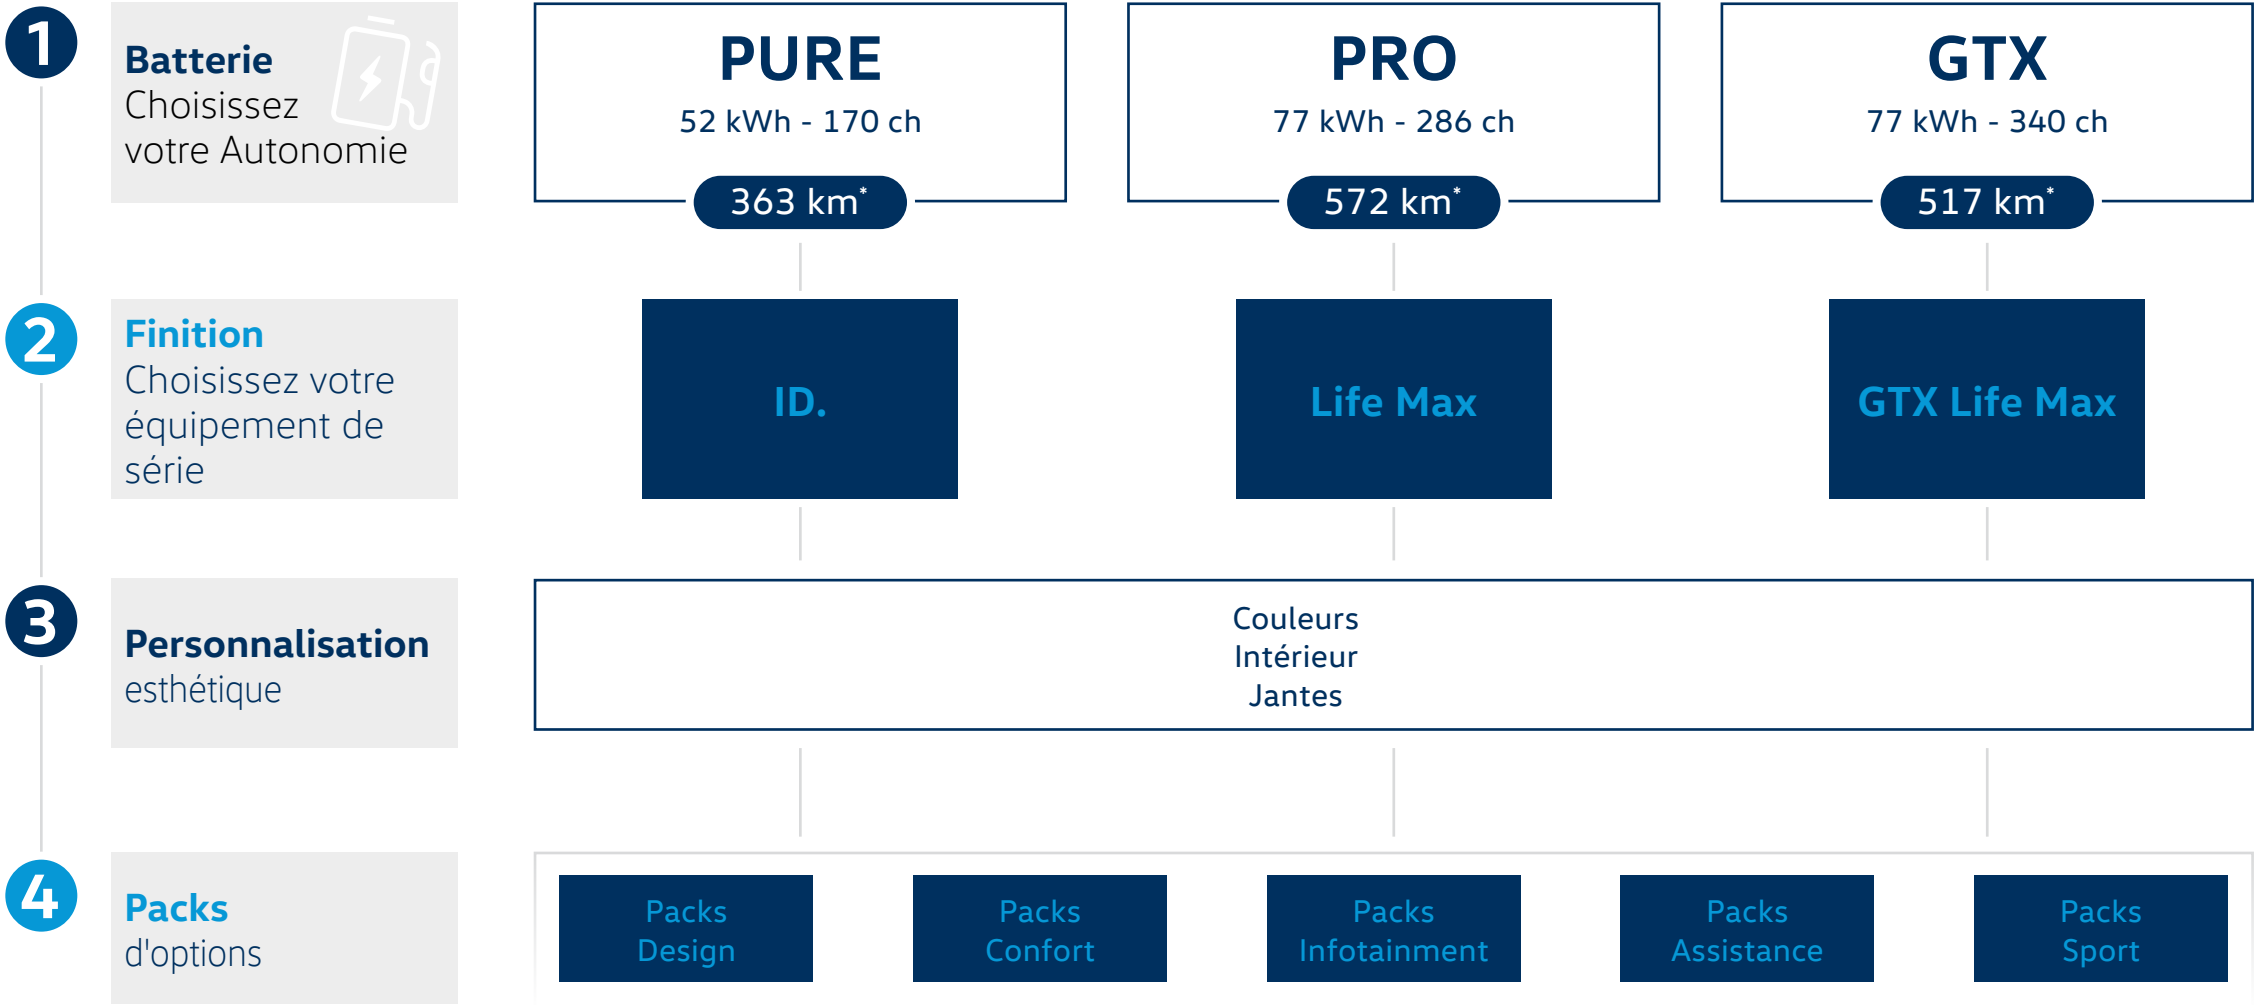 1
Batterie
Choisissez
votre Autonomie
PURE
52 kWh - 170 ch
363 km*
PRO
77 kWh - 286 ch
572 km*
GTX
77 kWh - 340 ch
517 km*
2
Finition
Choisissez votre
équipement de
série
ID.
Life Max
GTX Life Max
3
Personnalisation
esthétique
Couleurs
Intérieur
Jantes
4
Packs
d'options
Packs
Design
Packs
Confort
Packs
Infotainment
Packs
Assistance
Packs
Sport